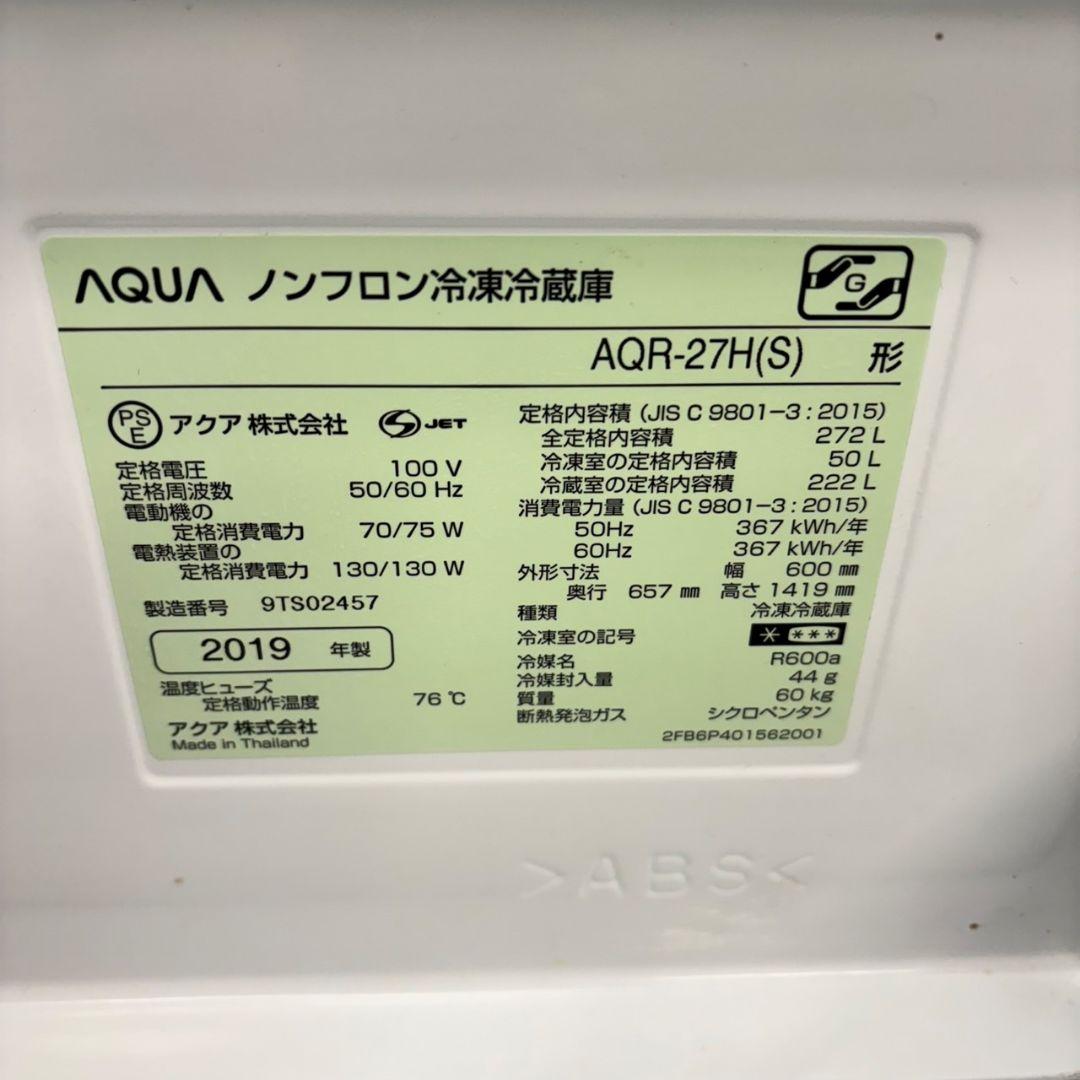 AQUA ノンフロン冷凍冷蔵庫
G
AQR-27H(S) 形
PS E アクア 株式会社 S JET
定格電圧 100 V
定格周波数 50/60 Hz
電動機の
定格消費電力 70/75 W
電熱装置の
定格消費電力 130/130 W
製造番号 9TS02457
2019 年製
温度ヒューズ
定格動作温度 76 ℃
アクア 株式会社
Made in Thailand
定格内容積 (JIS C 9801-3 : 2015)
全定格内容積 272 L
冷凍室の定格内容積 50 L
冷蔵室の定格内容積 222 L
消費電力量 (JIS C 9801-3 : 2015)
50Hz 367 kWh/年
60Hz 367 kWh/年
外形寸法 幅 600 ㎜
奥行 657 ㎜ 高さ 1419 ㎜
種類 冷凍冷蔵庫
冷凍室の記号 * ***
冷媒名 R600a
冷媒封入量 44 g
質量 60 kg
断熱発泡ガス シクロペンタン
2FB6P401562001
>ABS<